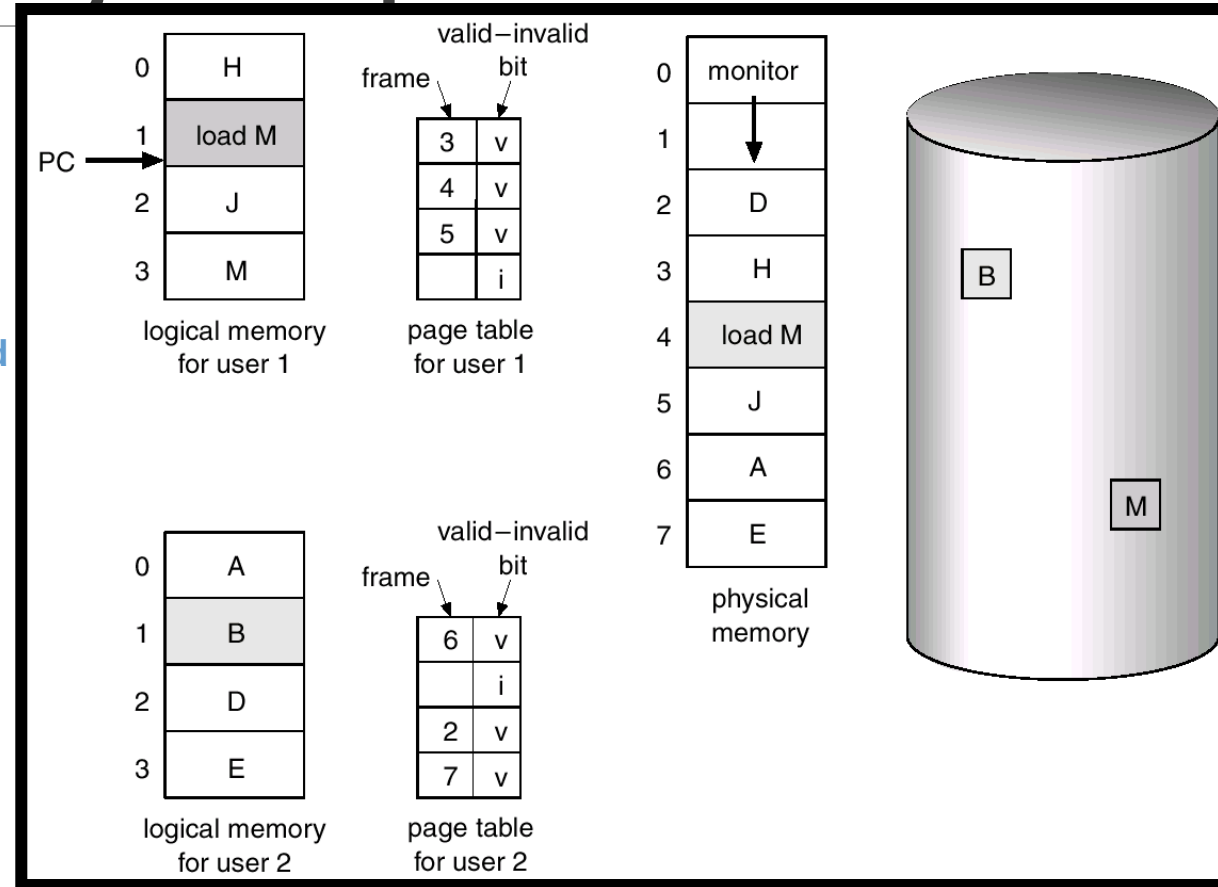 valid–invalid
bit
frame
0 H
1 load M
PC
2 J
3 M
3 v
4 v
5 v
i
logical memory
for user 1
page table
for user 1
0 monitor
1
2 D
3 H
4 load M
5 J
6 A
7 E
physical
memory
B
M
valid–invalid
bit
frame
0 A
1 B
2 D
3 E
6 v
i
2 v
7 v
logical memory
for user 2
page table
for user 2